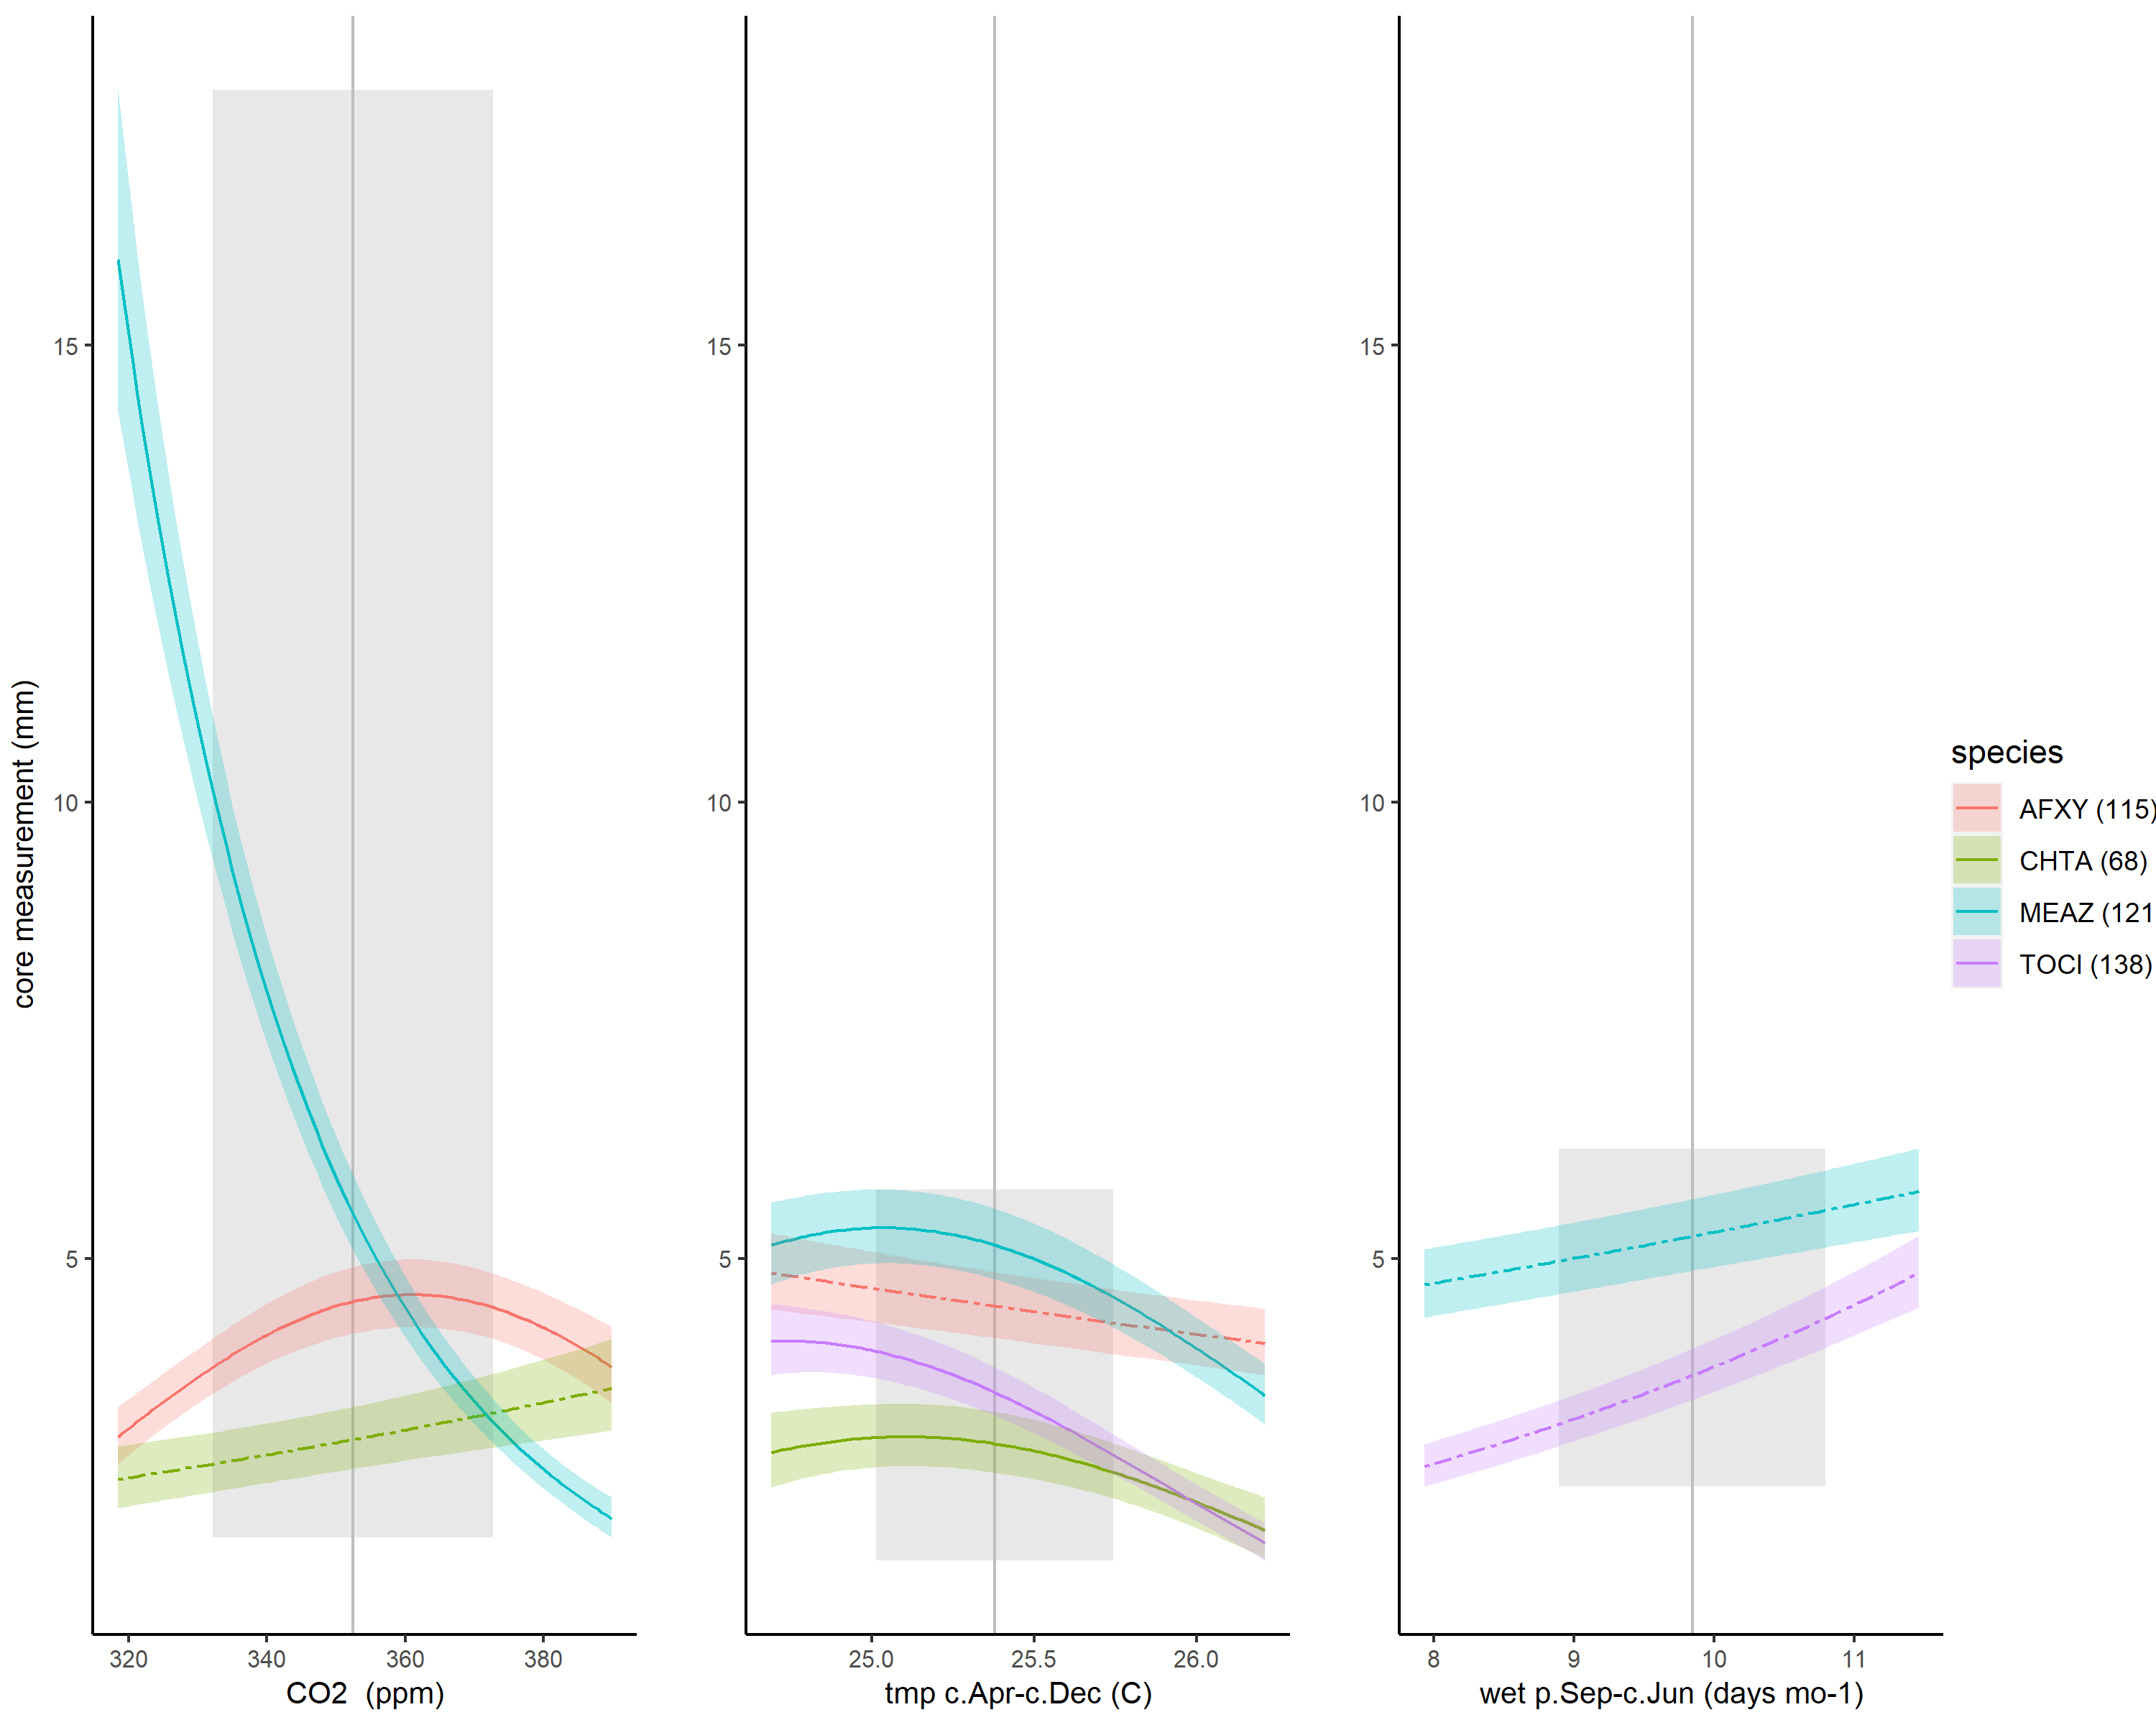 core measurement (mm)
15
10
5
320 340 360 380
CO2 (ppm)
15
10
5
25.0 25.5 26.0
tmp c.Apr-c.Dec (C)
15
10
5
8 9 10 11
wet p.Sep-c.Jun (days mo-1)
species
AFXY (115)
CHTA (68)
MEAZ (121
TOCI (138)